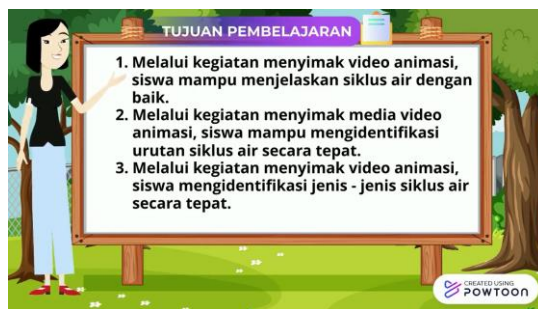 TUJUAN PEMBELAJARAN
1. Melalui kegiatan menyimak video animasi,
siswa mampu menjelaskan siklus air dengan
baik.
2. Melalui kegiatan menyimak media video
animasi, siswa mampu mengidentifikasi
urutan siklus air secara tepat.
3. Melalui kegiatan menyimak video animasi,
siswa mengidentifikasi jenis - jenis siklus air
secara tepat.
CREATED USING
POWTOON